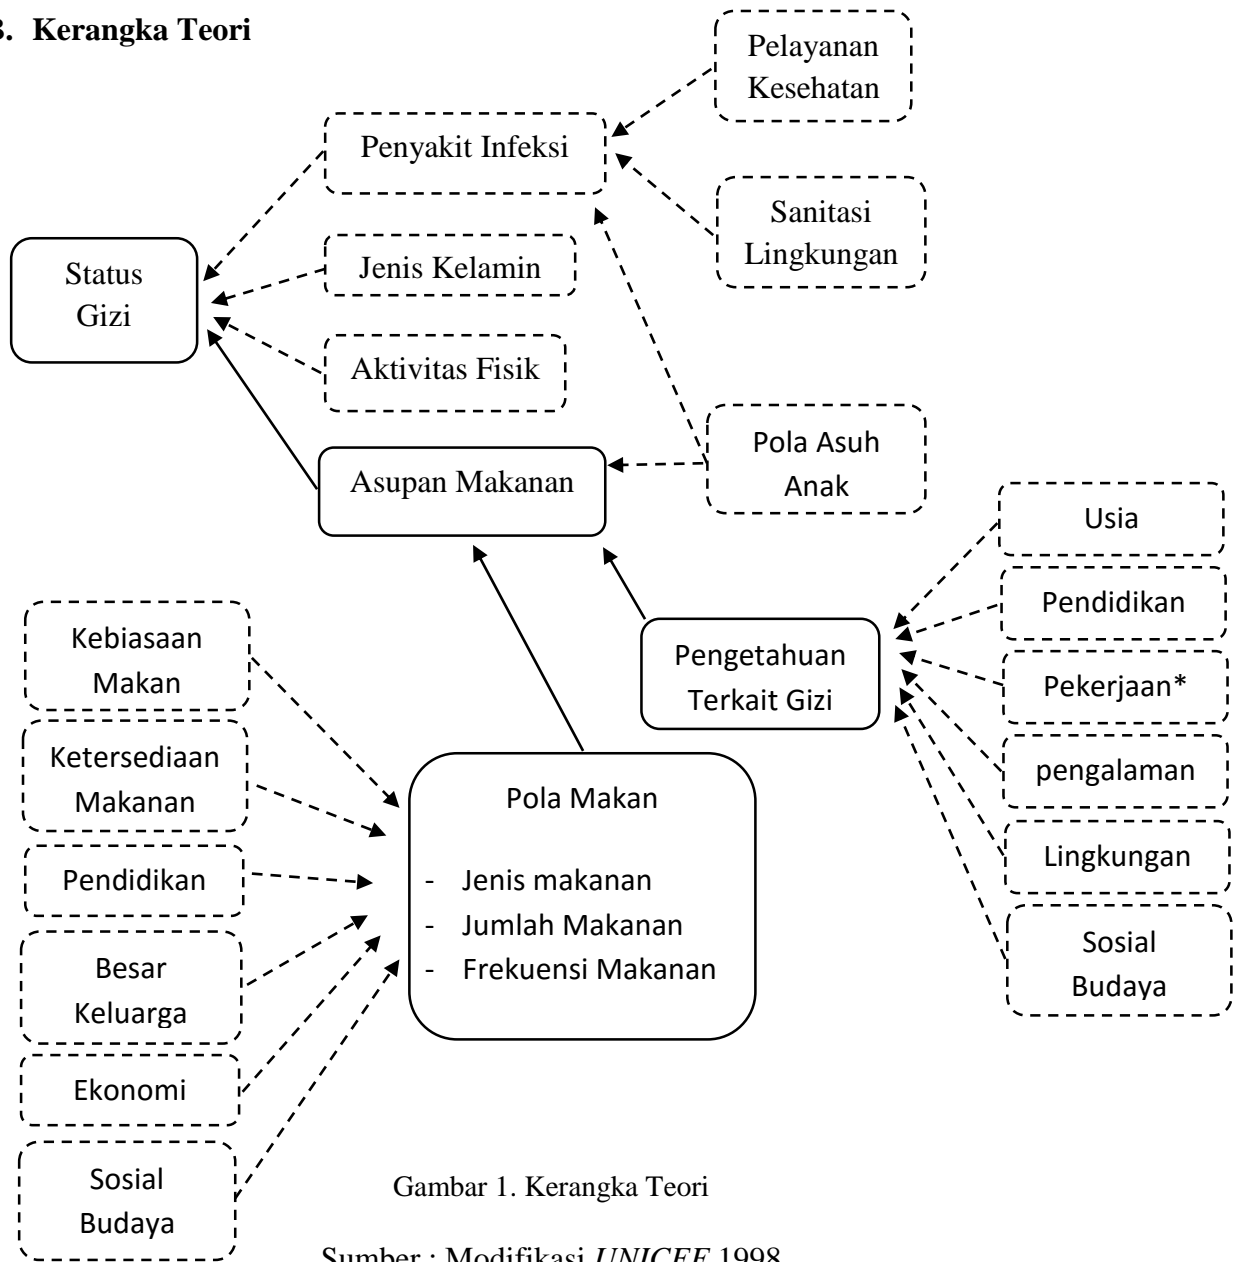 3. Kerangka Teori
Pelayanan
Kesehatan
Penyakit Infeksi
Sanitasi
Lingkungan
Status
Gizi
Jenis Kelamin
Aktivitas Fisik
Pola Asuh
Anak
Asupan Makanan
Usia
Pendidikan
Kebiasaan
Makan
Pengetahuan
Terkait Gizi
Pekerjaan*
Ketersediaan
Makanan
pengalaman
Pola Makan
- Jenis makanan
- Jumlah Makanan
- Frekuensi Makanan
Lingkungan
Pendidikan
Sosial
Budaya
Besar
Keluarga
Ekonomi
Sosial
Budaya
Gambar 1. Kerangka Teori
Sumber : Modifikasi UNICEF 1998